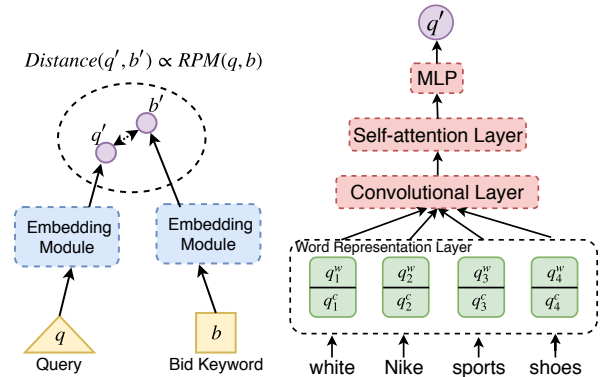 Distance(q′, b′) ∝ RPM(q, b)
b′
q′
Embedding
Module
Embedding
Module
q
b
Query
Bid Keyword
q′
MLP
Self-attention Layer
Convolutional Layer
Word Representation Layer
q₁ʷ q₂ʷ q₃ʷ q₄ʷ
q₁ᶜ q₂ᶜ q₃ᶜ q₄ᶜ
white Nike sports shoes